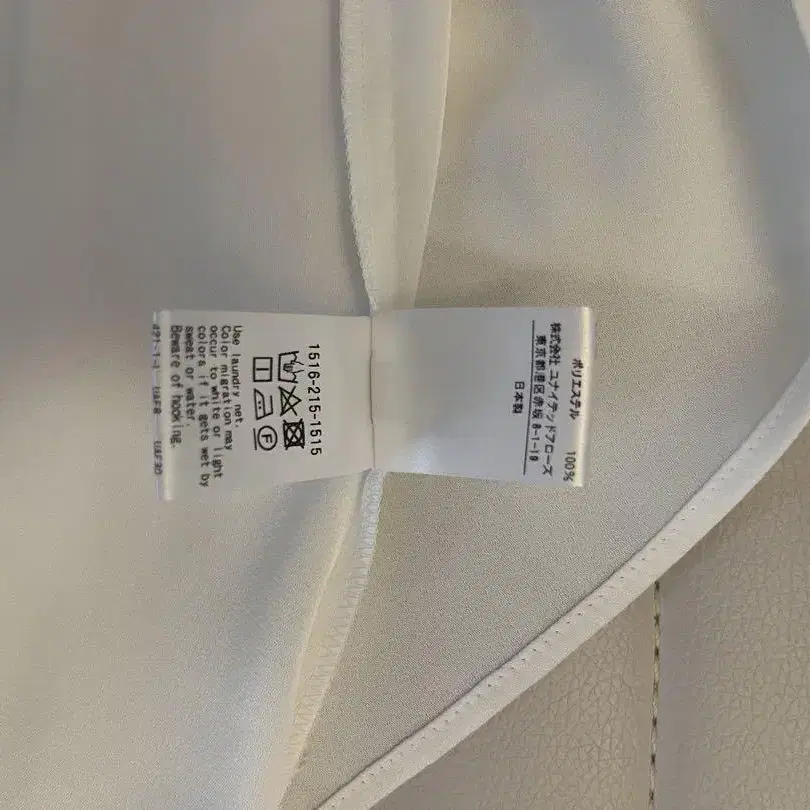 1516-215-1515
F
Use laundry net.
Color migration may
occur to white or light
colors if it gets wet by
sweat or water.
Beware of hooking.
ポリエステル 100%
株式会社 ユナイテッドアローズ
東京都港区赤坂 8-1-19
日本製